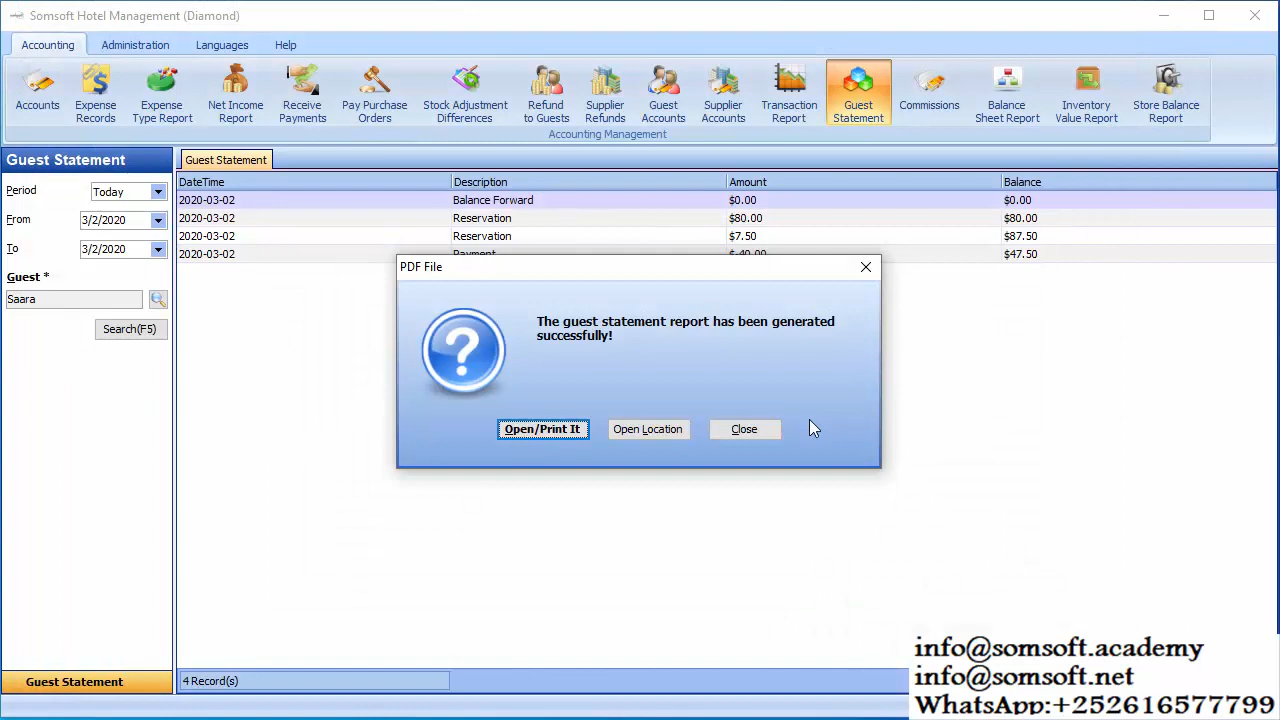 Somsoft Hotel Management (Diamond)
Accounting Administration Languages Help
Accounts
Expense
Records
Expense
Type Report
Net Income
Report
Receive
Payments
Pay Purchase
Orders
Stock Adjustment
Differences
Refund
to Guests
Supplier
Refunds
Guest
Accounts
Supplier
Accounts
Transaction
Report
Guest
Statement
Commissions
Balance
Sheet Report
Inventory
Value Report
Store Balance
Report
Accounting Management
Guest Statement
Period Today
From 3/2/2020
To 3/2/2020
Guest *
Saara
Search(F5)
Guest Statement
Guest Statement
DateTime Description Amount Balance
2020-03-02 Balance Forward $0.00 $0.00
2020-03-02 Reservation $80.00 $80.00
2020-03-02 Reservation $7.50 $87.50
2020-03-02 Payment $-40.00 $47.50
PDF File
The guest statement report has been generated
successfully!
Open/Print It Open Location Close
4 Record(s)
info@somsoft.academy
info@somsoft.net
WhatsApp:+252616577799